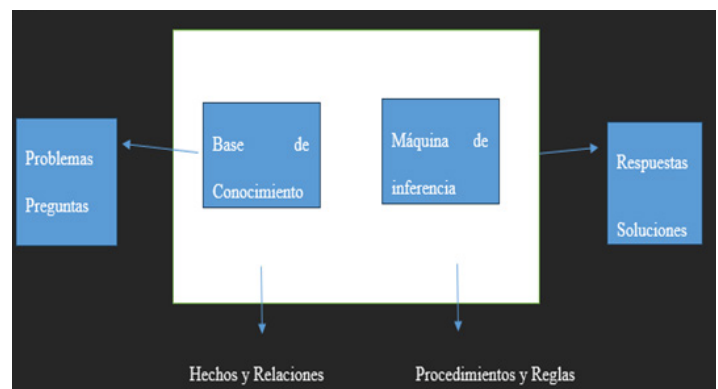 Problemas
Preguntas
Base de
Conocimiento
Máquina de
inferencia
Respuestas
Soluciones
Hechos y Relaciones
Procedimientos y Reglas